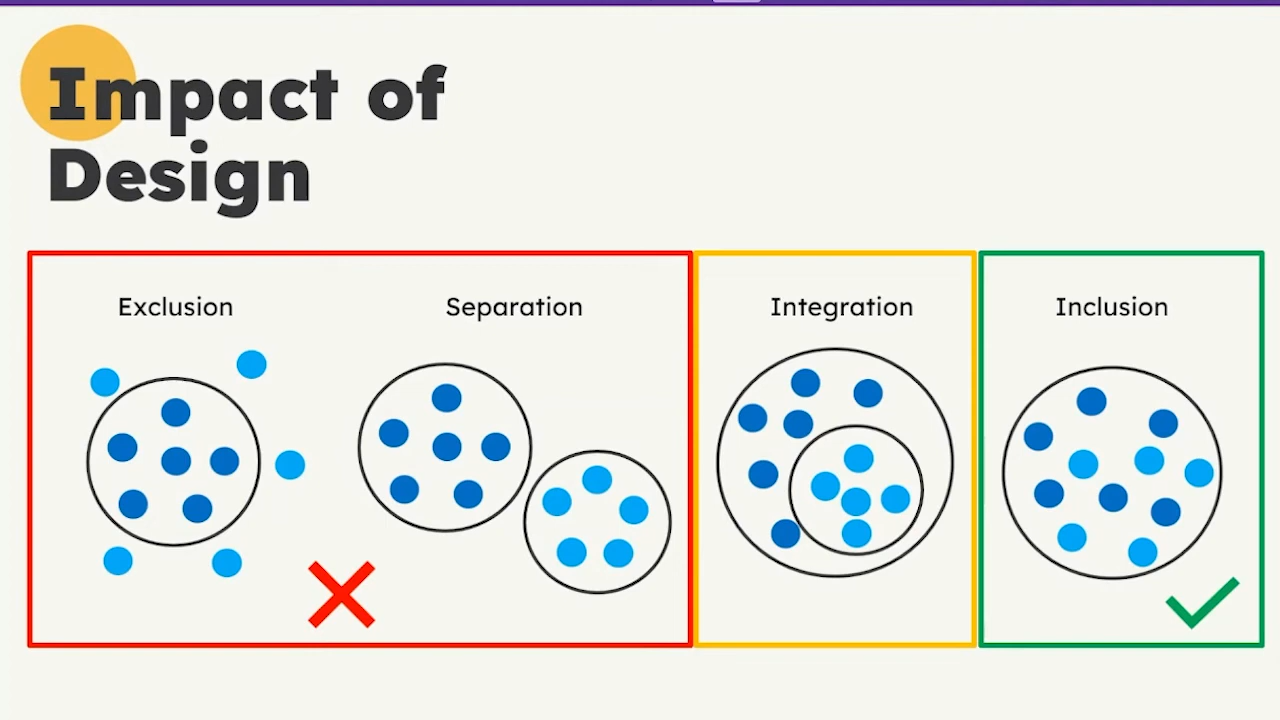 Impact of
Design
Exclusion
Separation
Integration
Inclusion